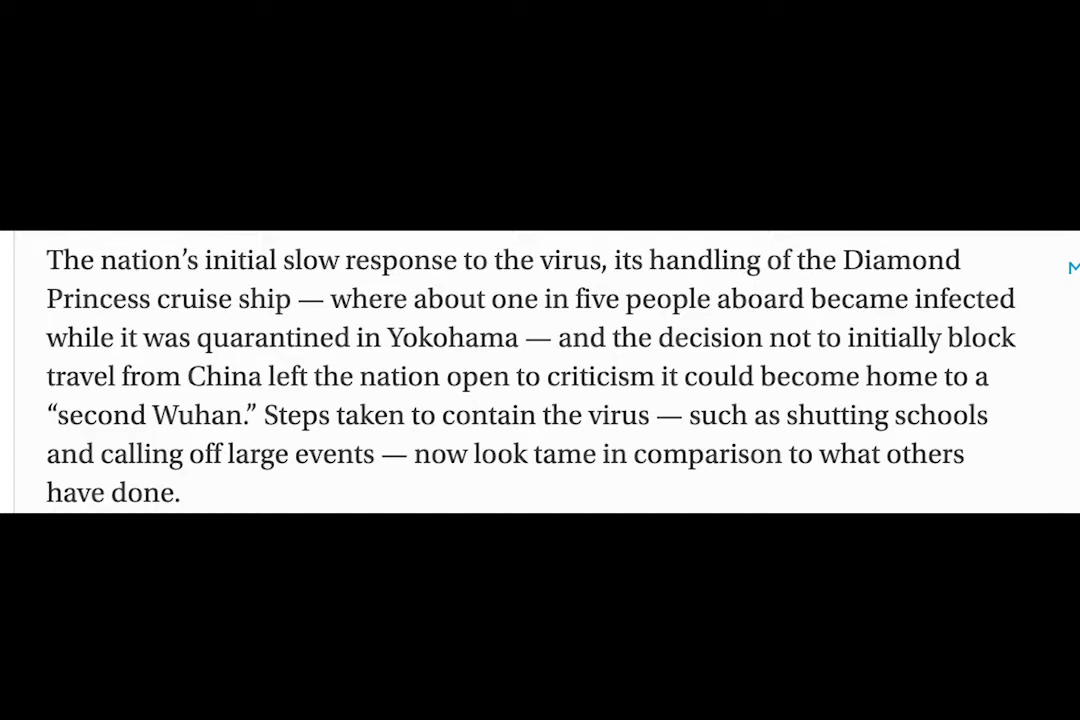 The nation’s initial slow response to the virus, its handling of the Diamond
Princess cruise ship — where about one in five people aboard became infected
while it was quarantined in Yokohama — and the decision not to initially block
travel from China left the nation open to criticism it could become home to a
“second Wuhan.” Steps taken to contain the virus — such as shutting schools
and calling off large events — now look tame in comparison to what others
have done.